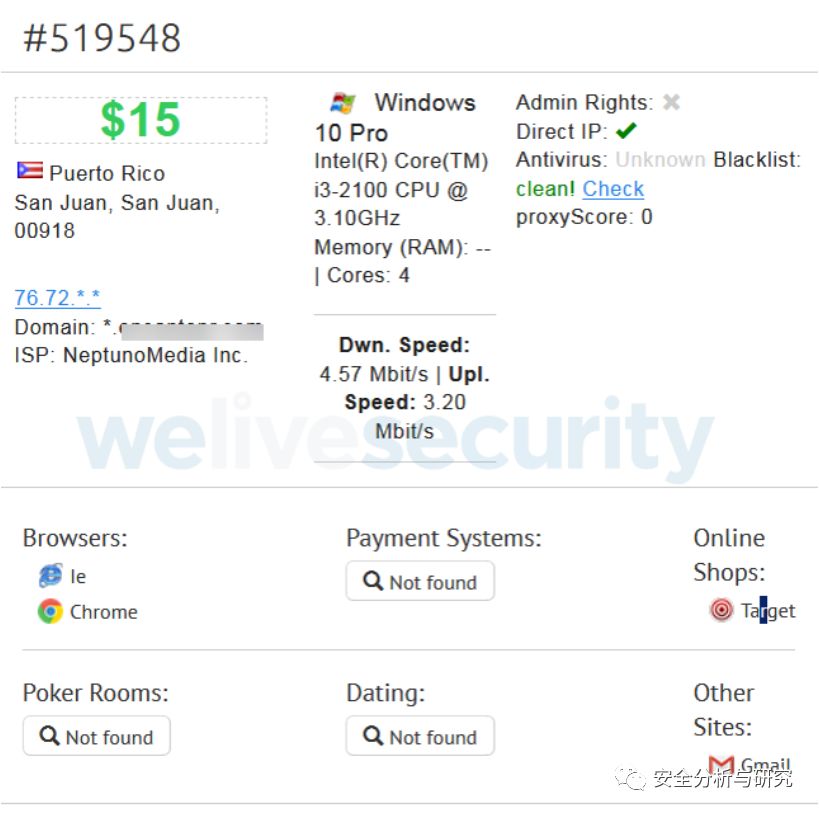 #519548
$15
Puerto Rico
San Juan, San Juan,
00918
76.72.*.*
Domain: *.
ISP: NeptunoMedia Inc.
Windows
10 Pro
Intel(R) Core(TM)
i3-2100 CPU @
3.10GHz
Memory (RAM): --
| Cores: 4
Dwn. Speed:
4.57 Mbit/s | Upl.
Speed: 3.20
Mbit/s
Admin Rights:
Direct IP:
Antivirus: Unknown Blacklist:
clean! Check
proxyScore: 0
welivesecurity
Browsers:
Ie
Chrome
Payment Systems:
Not found
Online
Shops:
Target
Poker Rooms:
Not found
Dating:
Not found
Other
Sites:
Gmail
安全分析与研究